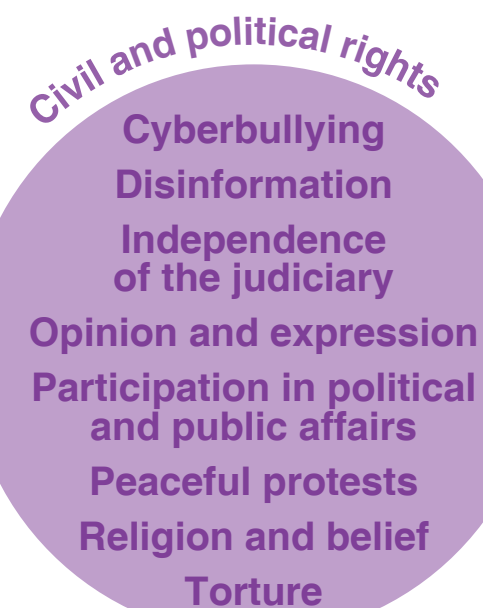 Civil and political rights
Cyberbullying
Disinformation
Independence
of the judiciary
Opinion and expression
Participation in political
and public affairs
Peaceful protests
Religion and belief
Torture